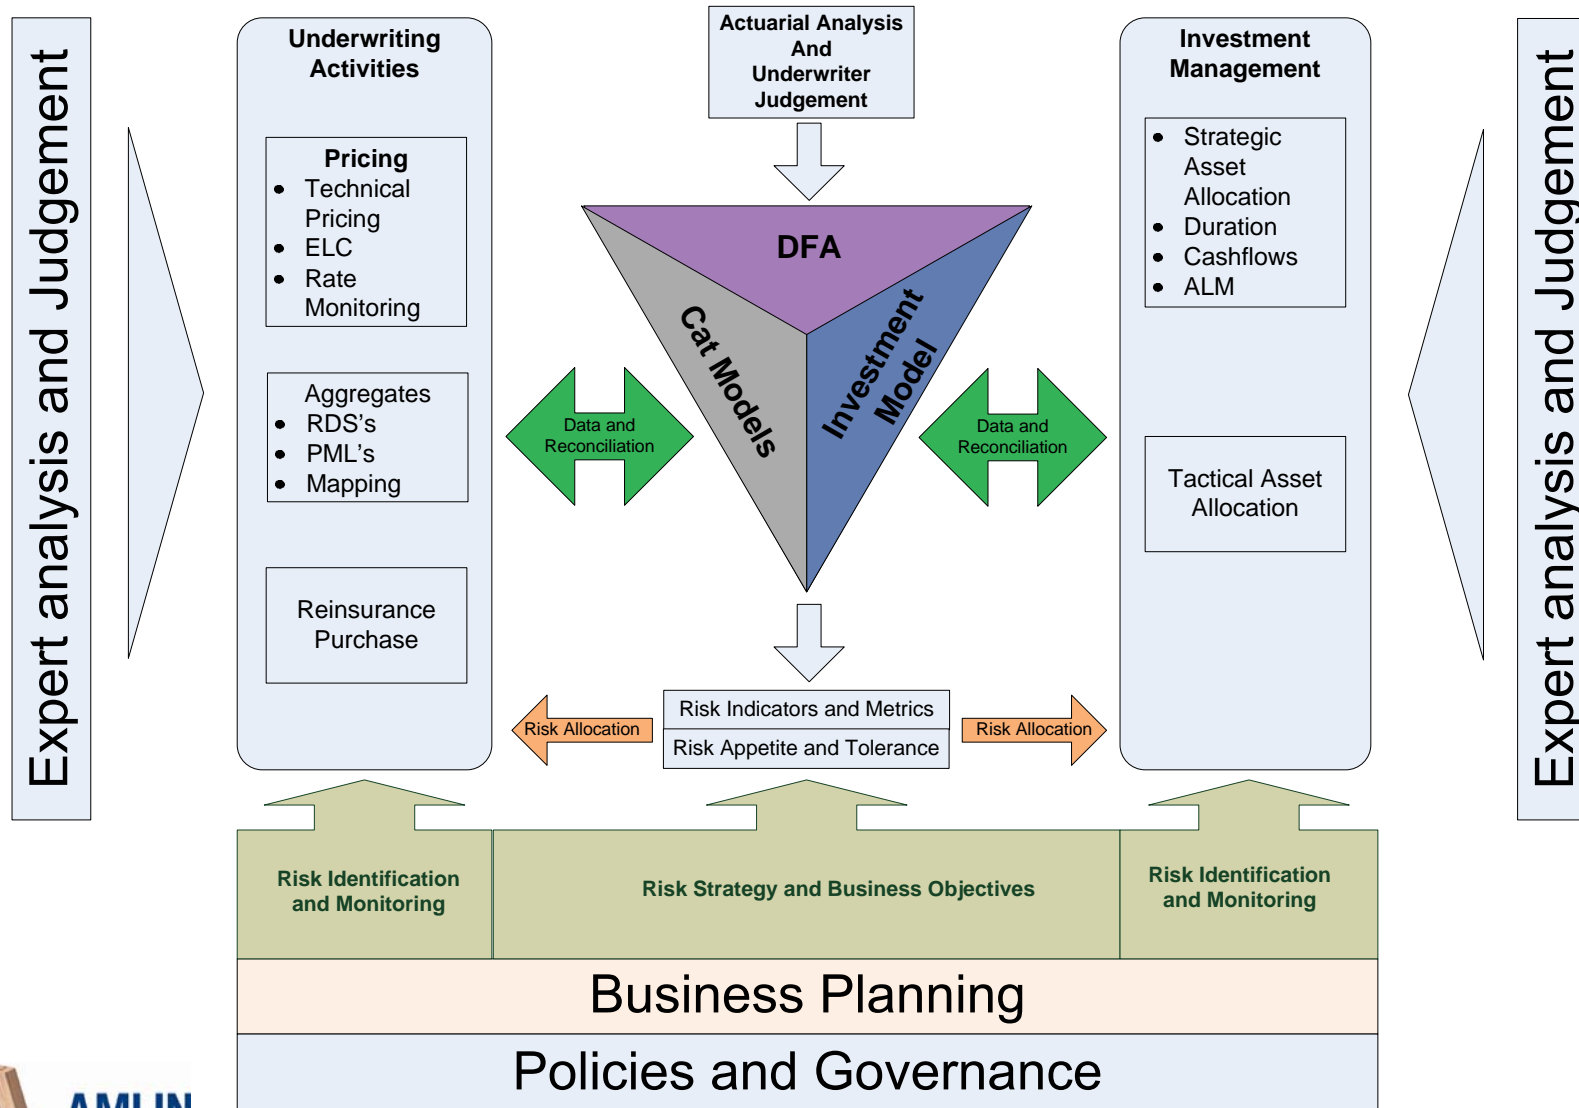 Expert analysis and Judgement
Underwriting
Activities
Pricing
• Technical
Pricing
• ELC
• Rate
Monitoring
Aggregates
• RDS's
• PML's
• Mapping
Reinsurance
Purchase
Actuarial Analysis
And
Underwriter
Judgement
DFA
Cat Models
Investment
Model
Data and
Reconciliation
Data and
Reconciliation
Risk Indicators and Metrics
Risk Appetite and Tolerance
Risk Allocation
Risk Allocation
Investment
Management
• Strategic
Asset
Allocation
• Duration
• Cashflows
• ALM
Tactical Asset
Allocation
Expert analysis and Judgement
Risk Identification
and Monitoring
Risk Strategy and Business Objectives
Risk Identification
and Monitoring
Business Planning
Policies and Governance
AMLIN